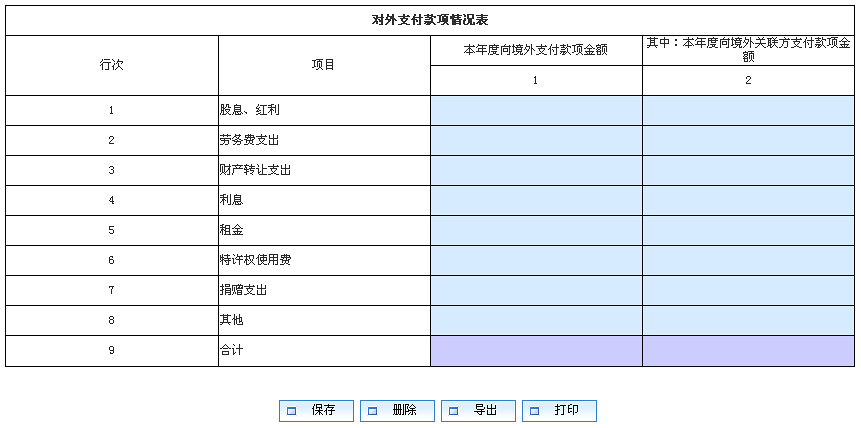 对外支付款项情况表
行次
项目
本年度向境外支付款项金额
其中：本年度向境外关联方支付款项金
额
1
2
1
股息、红利
2
劳务费支出
3
财产转让支出
4
利息
5
租金
6
特许权使用费
7
捐赠支出
8
其他
9
合计
保存
删除
导出
打印